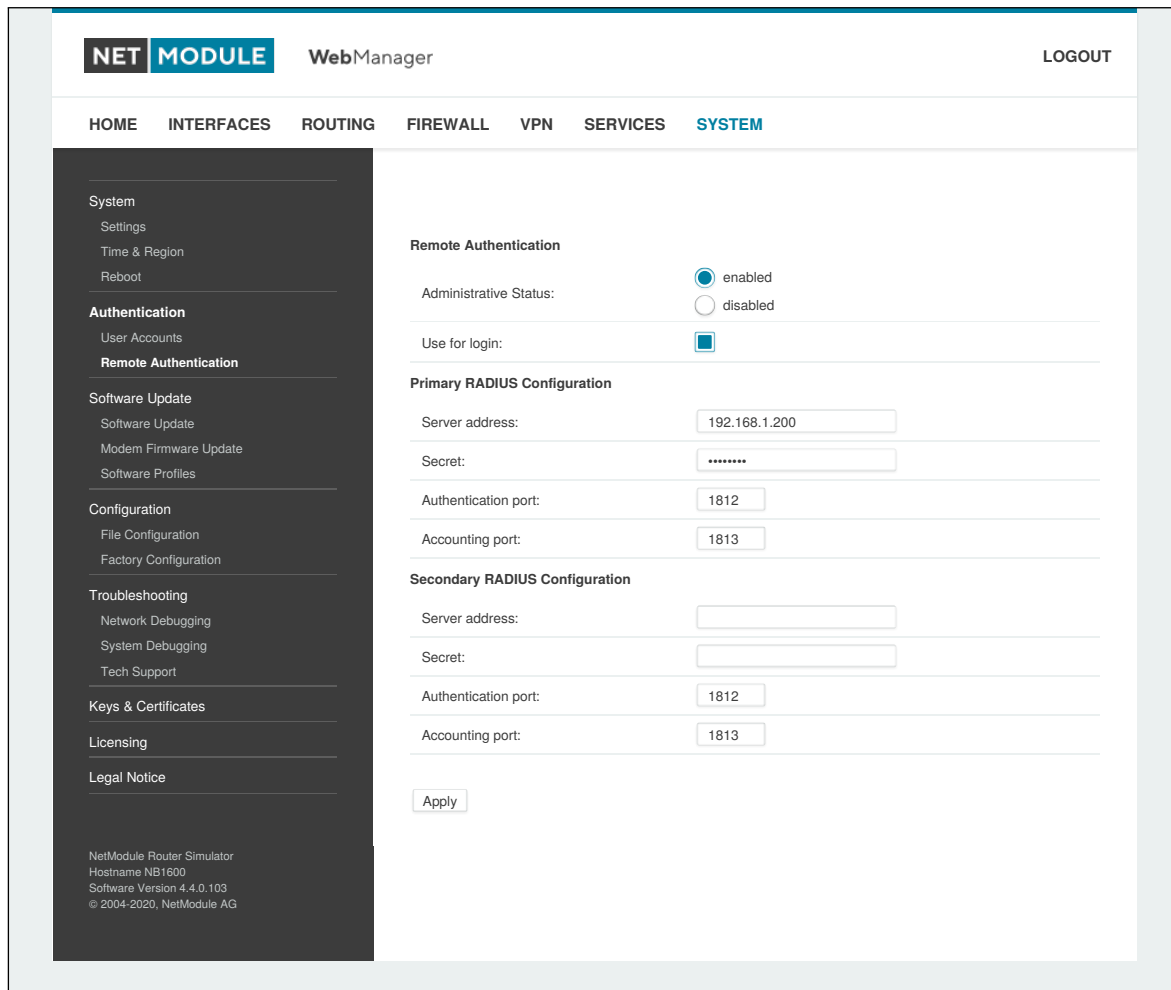 NET MODULE WebManager LOGOUT
HOME INTERFACES ROUTING FIREWALL VPN SERVICES SYSTEM
System
Settings
Time & Region
Reboot
Authentication
User Accounts
Remote Authentication
Software Update
Software Update
Modem Firmware Update
Software Profiles
Configuration
File Configuration
Factory Configuration
Troubleshooting
Network Debugging
System Debugging
Tech Support
Keys & Certificates
Licensing
Legal Notice
NetModule Router Simulator
Hostname NB1600
Software Version 4.4.0.103
© 2004-2020, NetModule AG
Remote Authentication
Administrative Status:
enabled
disabled
Use for login:
Primary RADIUS Configuration
Server address: 192.168.1.200
Secret: ••••••••
Authentication port: 1812
Accounting port: 1813
Secondary RADIUS Configuration
Server address:
Secret:
Authentication port: 1812
Accounting port: 1813
Apply